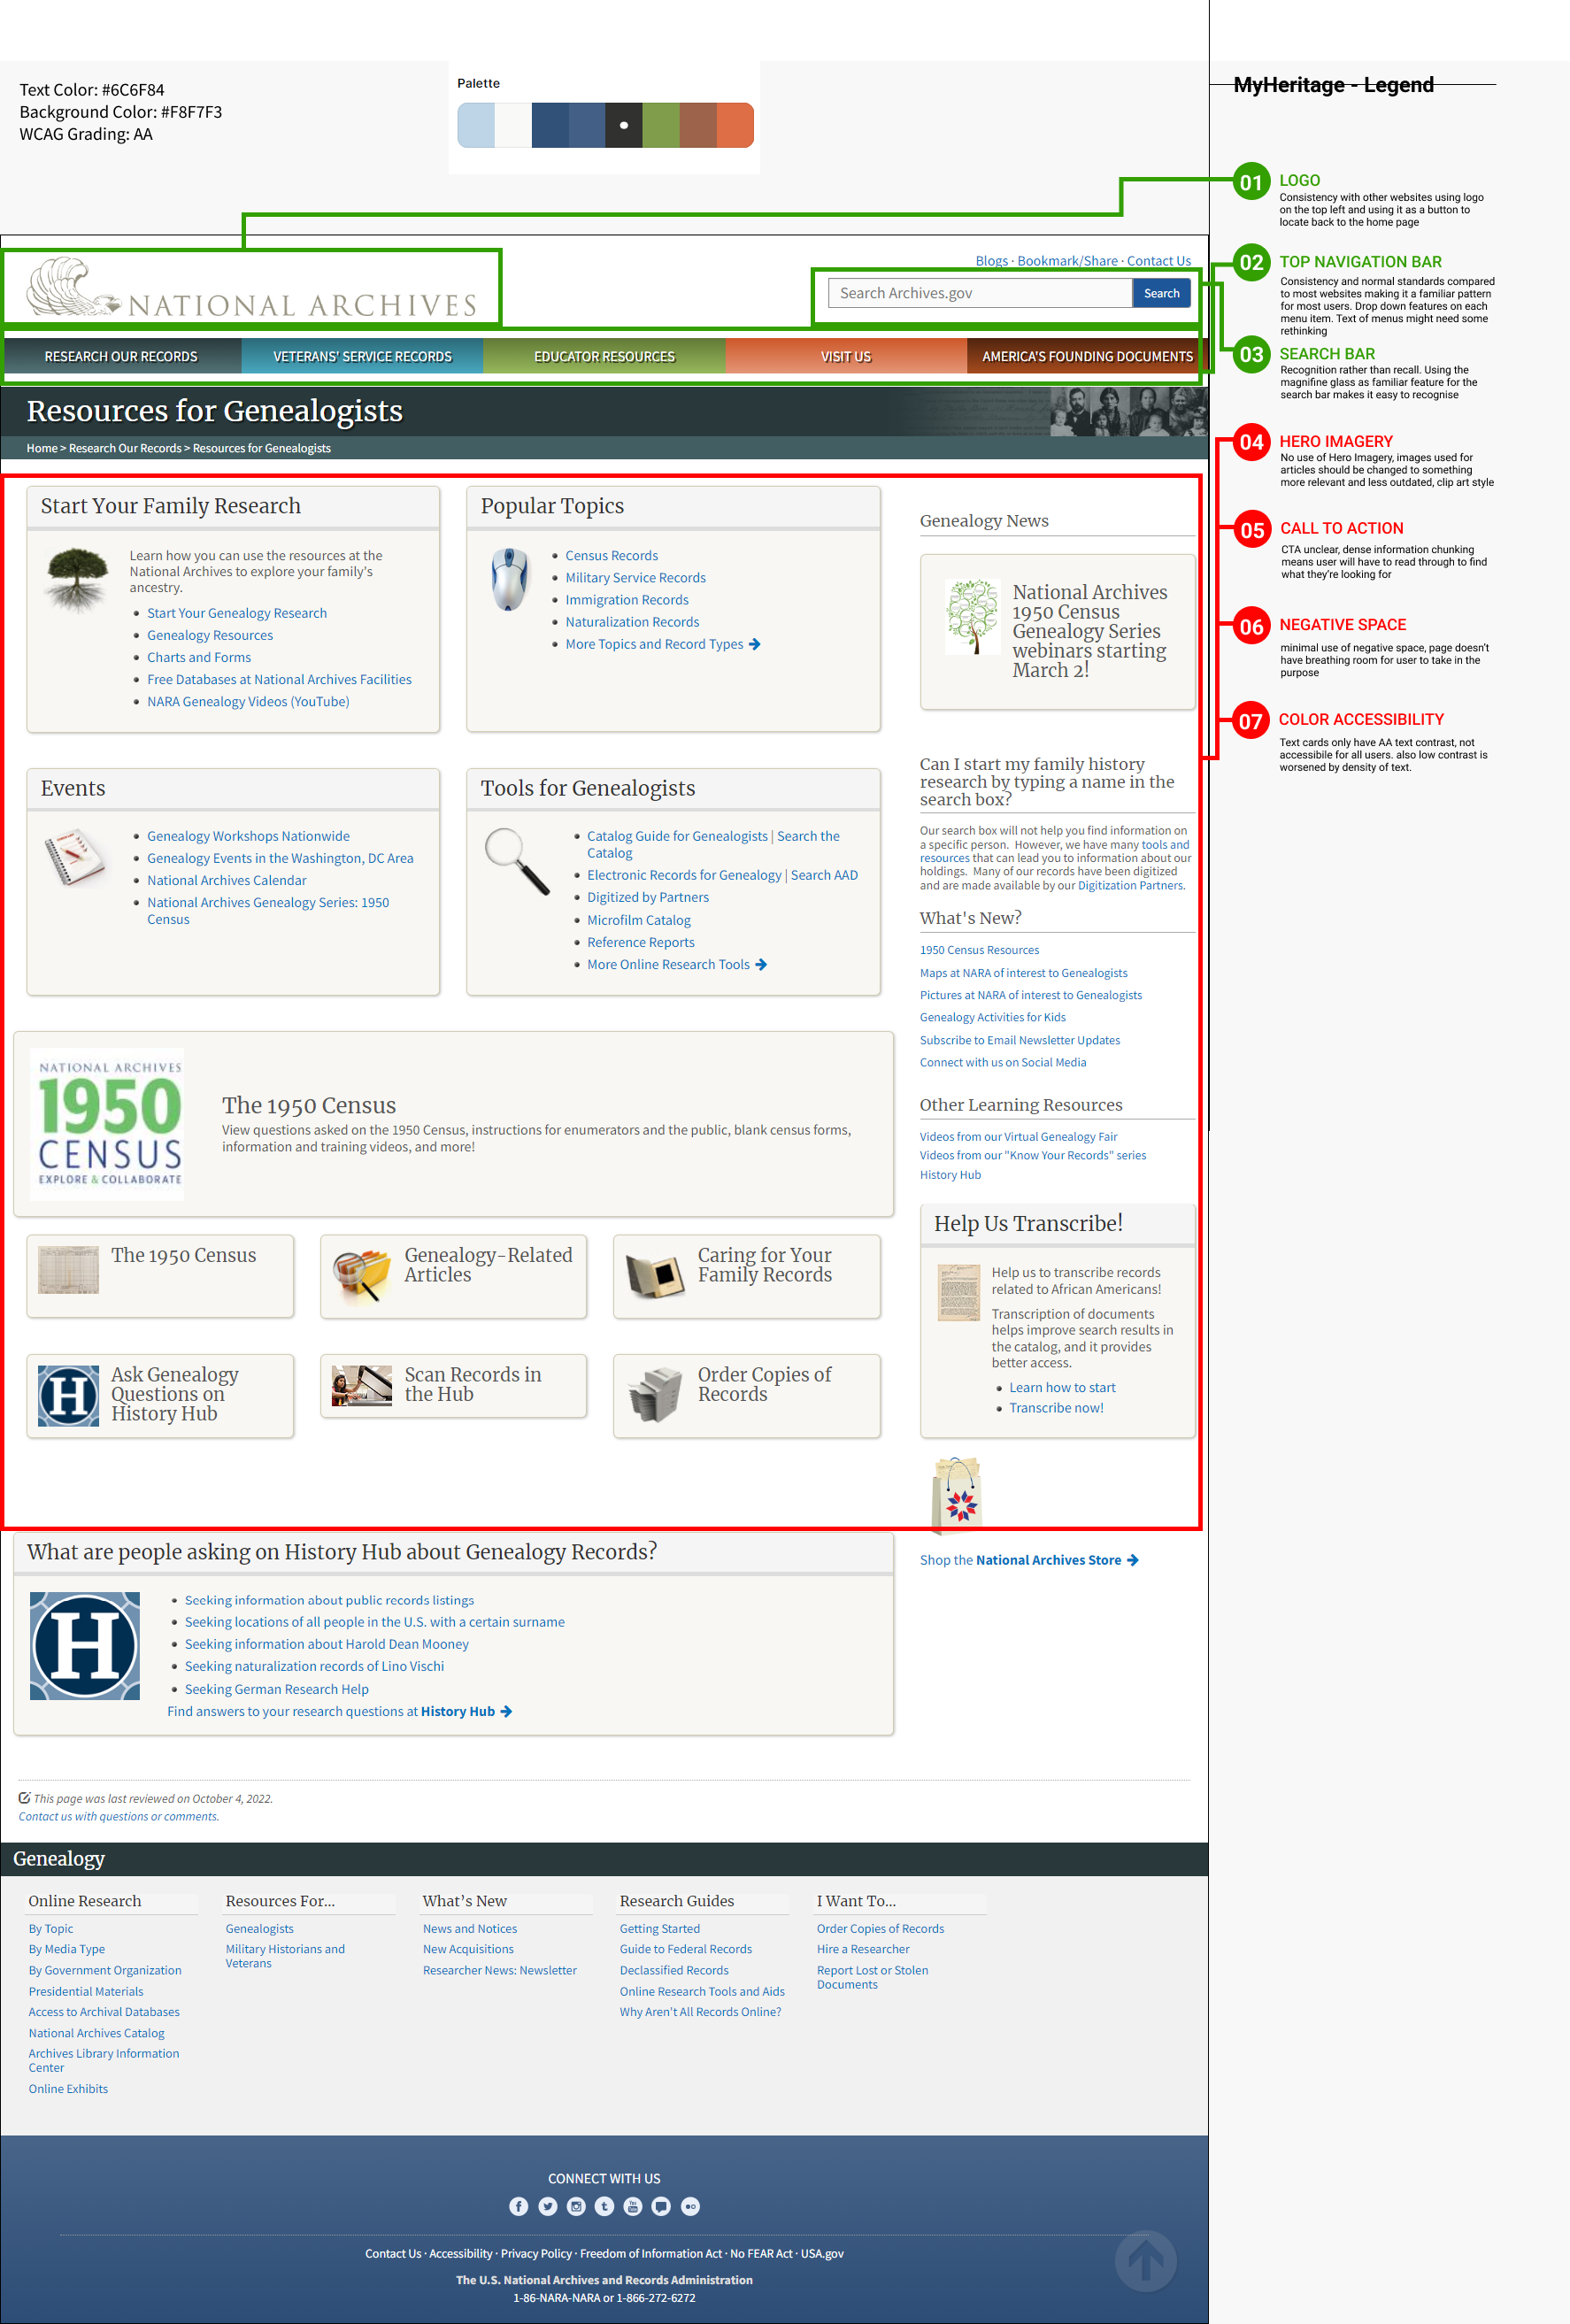 Text Color: #6C6F84
Background Color: #F8F7F3
WCAG Grading: AA
Palette
MyHeritage - Legend
01 LOGO
Consistency with other websites using logo
on the top left and using it as a button to
locate back to the home page
02 TOP NAVIGATION BAR
Consistency and normal standards compared
to most websites making it a familiar pattern
for most users. Drop down features on each
menu item. Text of menus might need some
rethinking
03 SEARCH BAR
Recognition rather than recall. Using the
magnifine glass as familiar feature for the
search bar makes it easy to recognise
04 HERO IMAGERY
No use of Hero Imagery, images used for
articles should be changed to something
more relevant and less outdated, clip art style
05 CALL TO ACTION
CTA unclear, dense information chunking
means user will have to read through to find
what they're looking for
06 NEGATIVE SPACE
minimal use of negative space, page doesn't
have breathing room for user to take in the
purpose
07 COLOR ACCESSIBILITY
Text cards only have AA text contrast, not
accessibile for all users. also low contrast is
worsened by density of text.
NATIONAL ARCHIVES
Blogs · Bookmark/Share · Contact Us
Search Archives.gov
Search
RESEARCH OUR RECORDS
VETERANS' SERVICE RECORDS
EDUCATOR RESOURCES
VISIT US
AMERICA'S FOUNDING DOCUMENTS
Resources for Genealogists
Home > Research Our Records > Resources for Genealogists
Start Your Family Research
Learn how you can use the resources at the
National Archives to explore your family's
ancestry.
Start Your Genealogy Research
Genealogy Resources
Charts and Forms
Free Databases at National Archives Facilities
NARA Genealogy Videos (YouTube)
Popular Topics
Census Records
Military Service Records
Immigration Records
Naturalization Records
More Topics and Record Types
Genealogy News
National Archives
1950 Census
Genealogy Series
webinars starting
March 2!
Events
Genealogy Workshops Nationwide
Genealogy Events in the Washington, DC Area
National Archives Calendar
National Archives Genealogy Series: 1950
Census
Tools for Genealogists
Catalog Guide for Genealogists | Search the
Catalog
Electronic Records for Genealogy | Search AAD
Digitized by Partners
Microfilm Catalog
Reference Reports
More Online Research Tools
Can I start my family history
research by typing a name in the
search box?
Our search box will not help you find information on
a specific person. However, we have many tools and
resources that can lead you to information about our
holdings. Many of our records have been digitized
and are made available by our Digitization Partners.
What's New?
1950 Census Resources
Maps at NARA of interest to Genealogists
Pictures at NARA of interest to Genealogists
Genealogy Activities for Kids
Subscribe to Email Newsletter Updates
Connect with us on Social Media
Other Learning Resources
Videos from our Virtual Genealogy Fair
Videos from our "Know Your Records" series
History Hub
NATIONAL ARCHIVES
1950
CENSUS
EXPLORE & COLLABORATE
The 1950 Census
View questions asked on the 1950 Census, instructions for enumerators and the public, blank census forms,
information and training videos, and more!
The 1950 Census
Genealogy-Related
Articles
Caring for Your
Family Records
H
Ask Genealogy
Questions on
History Hub
Scan Records in
the Hub
Order Copies of
Records
Help Us Transcribe!
Help us to transcribe records
related to African Americans!
Transcription of documents
helps improve search results in
the catalog, and it provides
better access.
Learn how to start
Transcribe now!
Shop the National Archives Store
What are people asking on History Hub about Genealogy Records?
H
Seeking information about public records listings
Seeking locations of all people in the U.S. with a certain surname
Seeking information about Harold Dean Mooney
Seeking naturalization records of Lino Vischi
Seeking German Research Help
Find answers to your research questions at History Hub
This page was last reviewed on October 4, 2022.
Contact us with questions or comments.
Genealogy
Online Research
By Topic
By Media Type
By Government Organization
Presidential Materials
Access to Archival Databases
National Archives Catalog
Archives Library Information
Center
Online Exhibits
Resources For…
Genealogists
Military Historians and
Veterans
What's New
News and Notices
New Acquisitions
Researcher News: Newsletter
Research Guides
Getting Started
Guide to Federal Records
Declassified Records
Online Research Tools and Aids
Why Aren't All Records Online?
I Want To…
Order Copies of Records
Hire a Researcher
Report Lost or Stolen
Documents
CONNECT WITH US
Contact Us · Accessibility · Privacy Policy · Freedom of Information Act · No FEAR Act · USA.gov
The U.S. National Archives and Records Administration
1-86-NARA-NARA or 1-866-272-6272